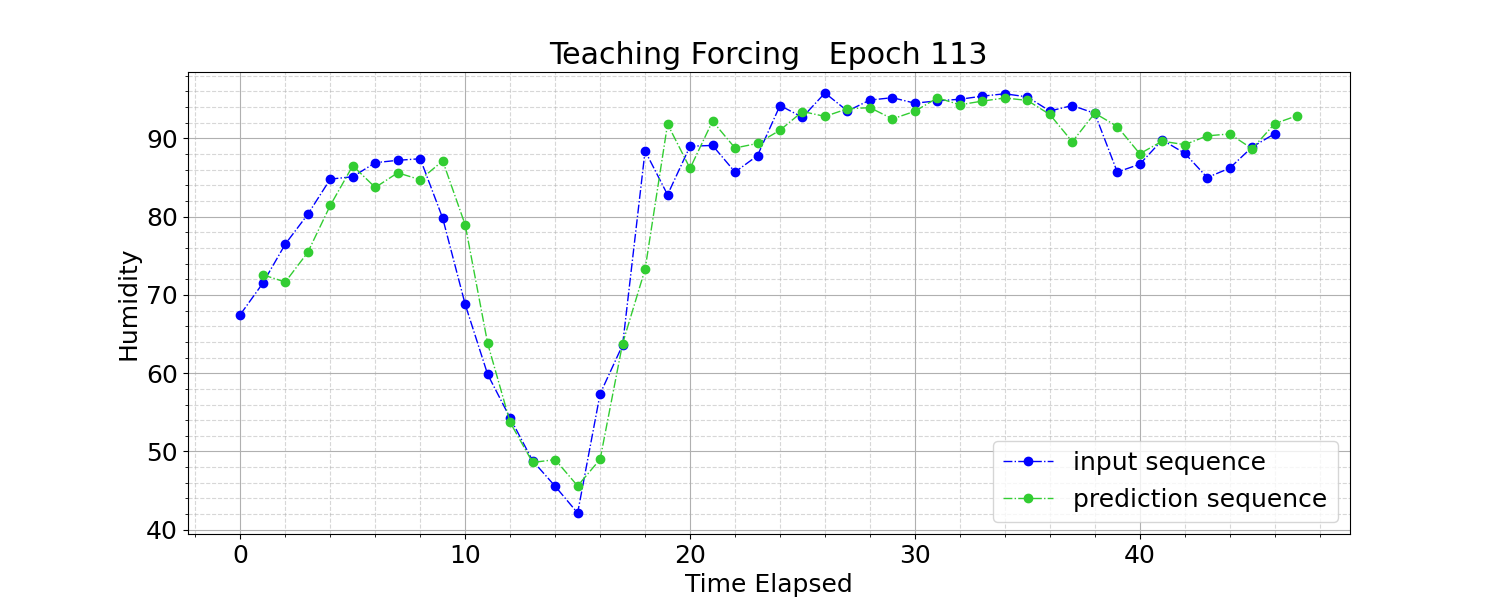 Teaching Forcing   Epoch 113
90
80
70
60
50
40
Humidity
0 10 20 30 40
Time Elapsed
input sequence
prediction sequence